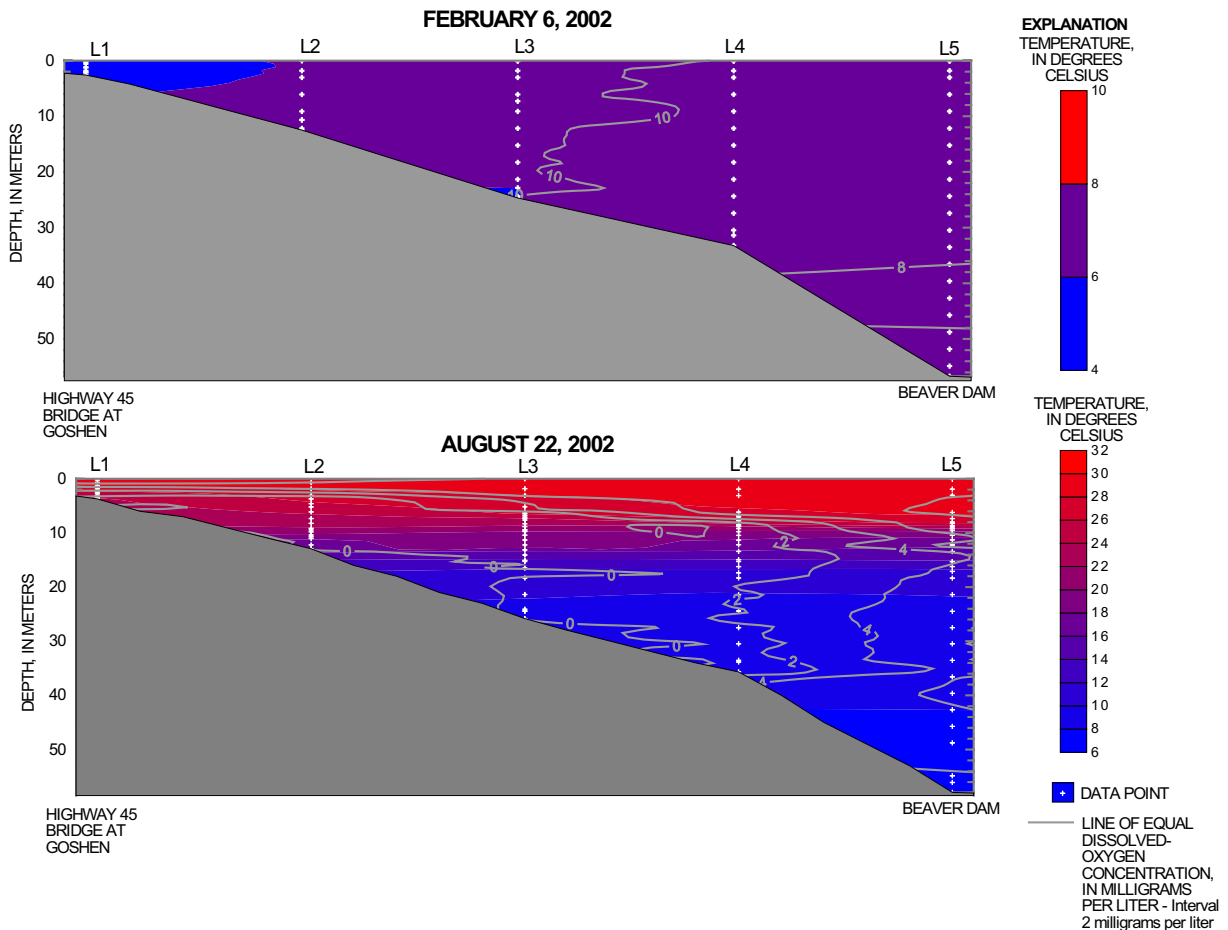 FEBRUARY 6, 2002
L1 L2 L3 L4 L5
DEPTH, IN METERS
0
10
20
30
40
50
10
10
10
8
HIGHWAY 45
BRIDGE AT
GOSHEN
BEAVER DAM
EXPLANATION
TEMPERATURE,
IN DEGREES
CELSIUS
10
8
6
4
AUGUST 22, 2002
L1 L2 L3 L4 L5
DEPTH, IN METERS
0
10
20
30
40
50
0
2
4
0
0
0
2
4
0
0
2
4
HIGHWAY 45
BRIDGE AT
GOSHEN
BEAVER DAM
TEMPERATURE,
IN DEGREES
CELSIUS
32
30
28
26
24
22
20
18
16
14
12
10
8
6
DATA POINT
LINE OF EQUAL
DISSOLVED-
OXYGEN
CONCENTRATION,
IN MILLIGRAMS
PER LITER - Interval
2 milligrams per liter